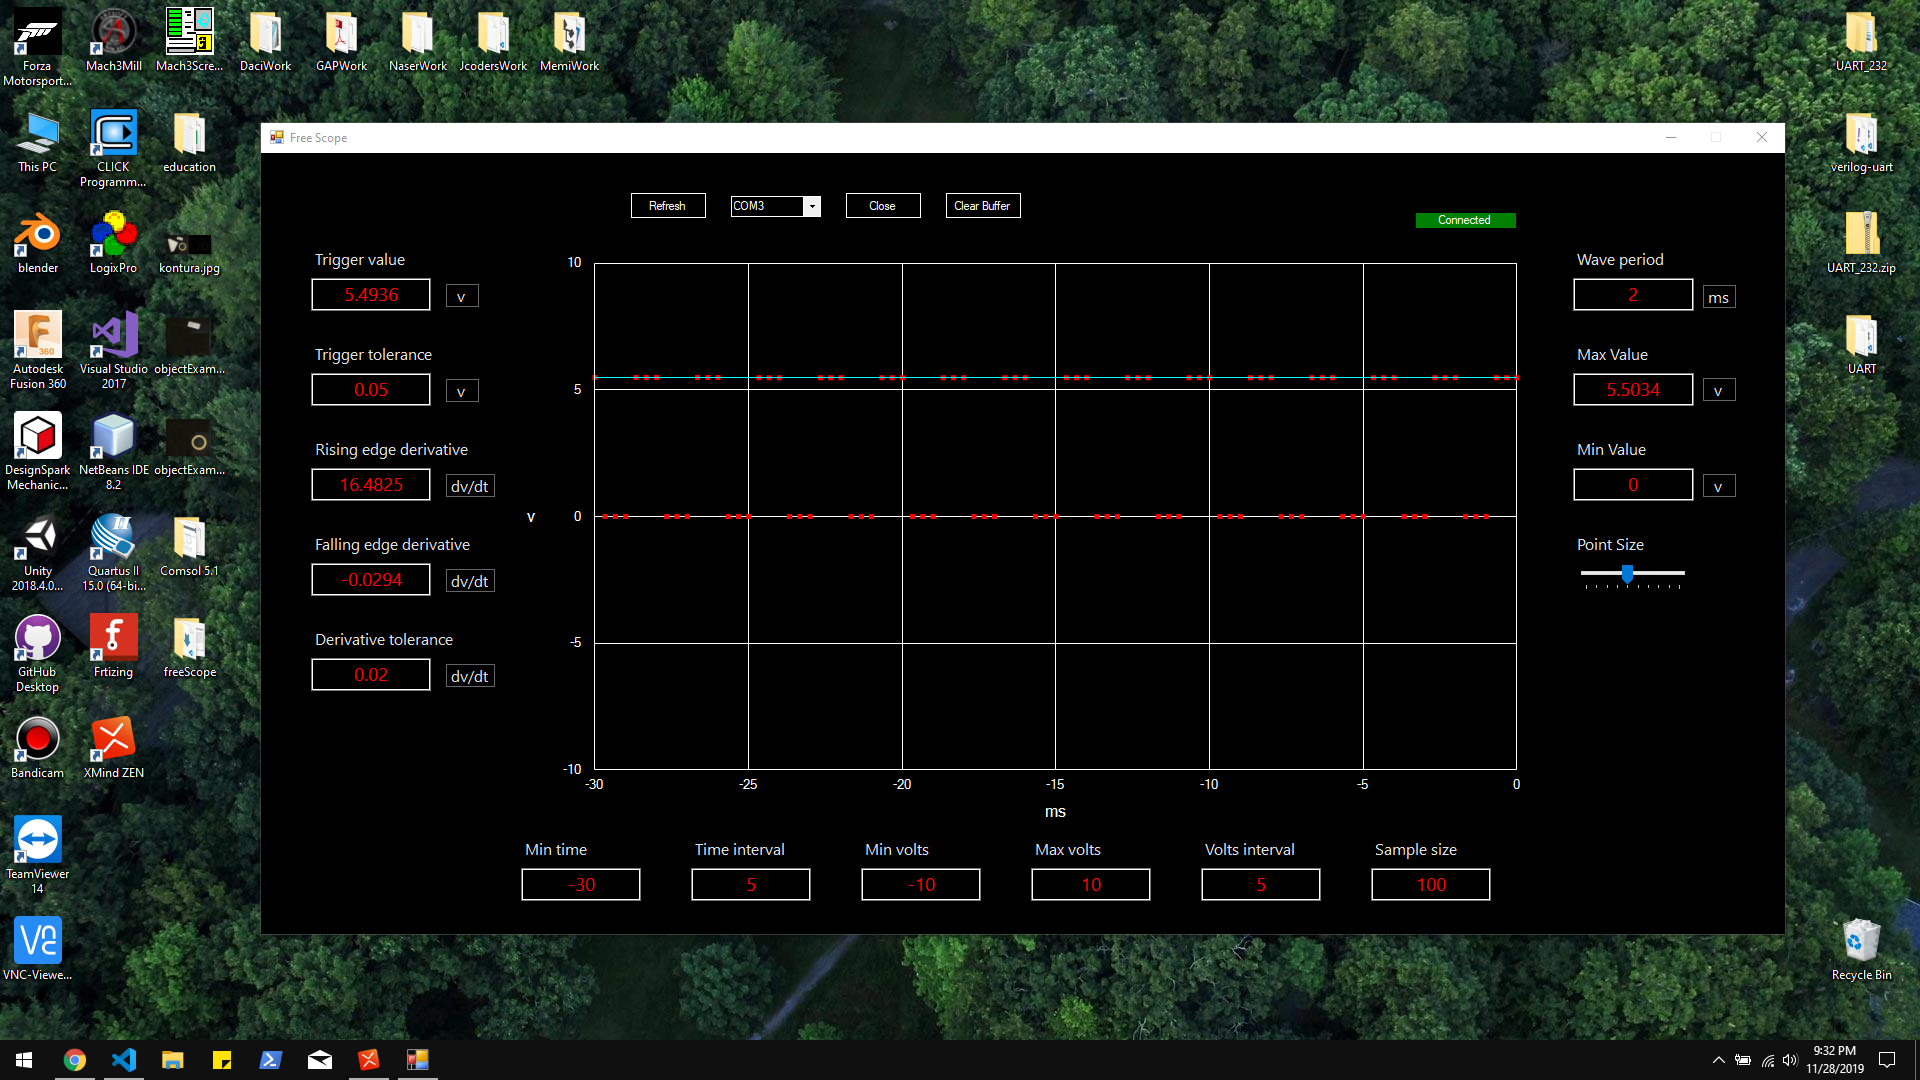 Forza
Motorsport...
Mach3Mill
Mach3Scre...
DaciWork
GAPWork
NaserWork
JcodersWork
MemiWork
UART_232
This PC
CLICK
Programm...
education
verilog-uart
blender
LogixPro
kontura.jpg
UART_232.zip
Autodesk
Fusion 360
Visual Studio
2017
objectExam...
UART
DesignSpark
Mechanic...
NetBeans IDE
8.2
objectExam...
Unity
2018.4.0...
Quartus II
15.0 (64-bi...
Comsol 5.1
GitHub
Desktop
Frtizing
freeScope
Bandicam
XMind ZEN
TeamViewer
14
VNC-Viewe...
Recycle Bin
Free Scope
Refresh
COM3
Close
Clear Buffer
Connected
Trigger value
5.4936
v
Trigger tolerance
0.05
v
Rising edge derivative
16.4825
dv/dt
Falling edge derivative
-0.0294
dv/dt
Derivative tolerance
0.02
dv/dt
10
5
v
0
-5
-10
-30
-25
-20
-15
-10
-5
0
ms
Wave period
2
ms
Max Value
5.5034
v
Min Value
0
v
Point Size
Min time
-30
Time interval
5
Min volts
-10
Max volts
10
Volts interval
5
Sample size
100
9:32 PM
11/28/2019